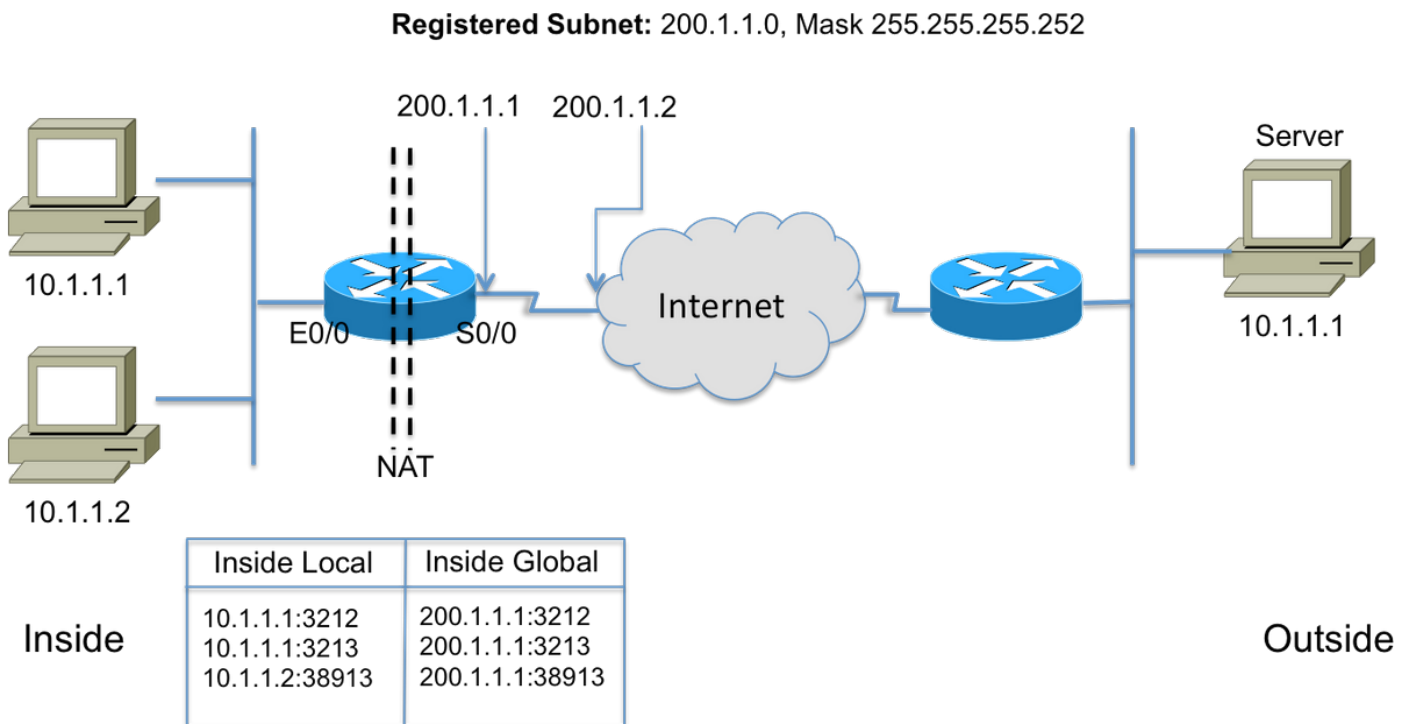 Registered Subnet: 200.1.1.0, Mask 255.255.255.252
200.1.1.1 200.1.1.2
Server
10.1.1.1
Internet
10.1.1.1
E0/0 S0/0
NAT
10.1.1.2
Inside Local Inside Global
10.1.1.1:3212 200.1.1.1:3212
10.1.1.1:3213 200.1.1.1:3213
10.1.1.2:38913 200.1.1.1:38913
Inside
Outside